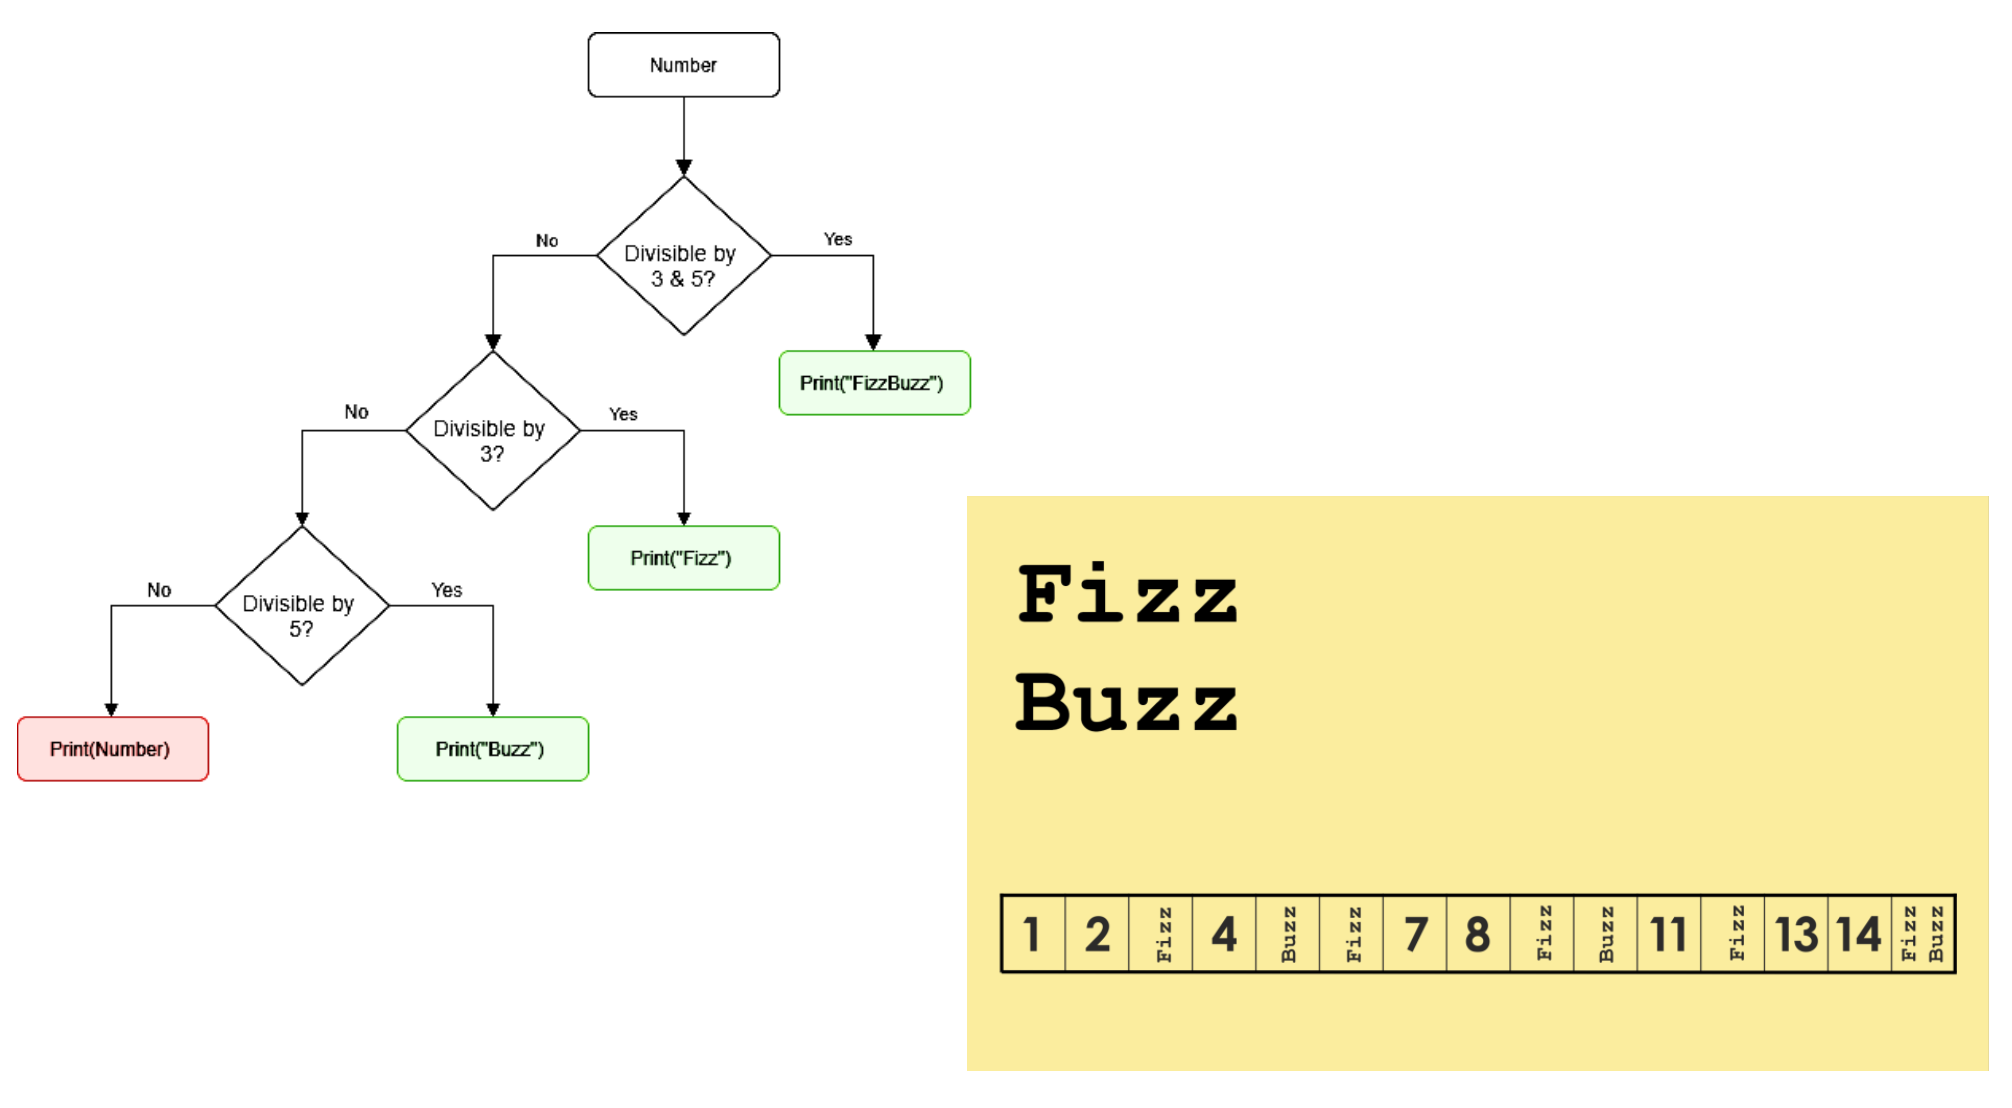 Number
Divisible by
3 & 5?
No
Yes
Print("FizzBuzz")
Divisible by
3?
No
Yes
Print("Fizz")
Divisible by
5?
No
Yes
Print(Number)
Print("Buzz")
Fizz
Buzz
1 2 Fizz 4 Buzz Fizz 7 8 Fizz Buzz 11 Fizz 13 14 Fizz Buzz